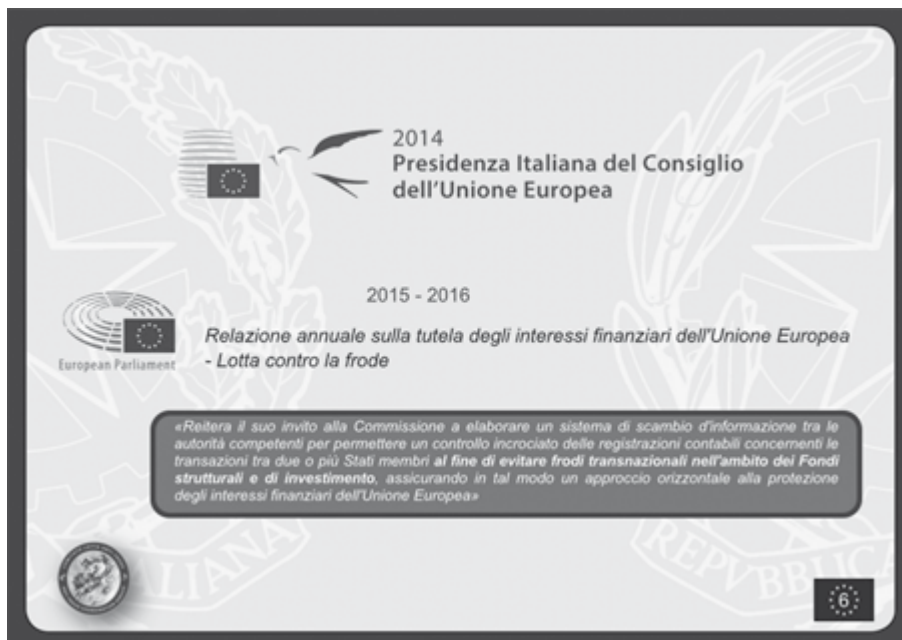 2014
Presidenza Italiana del Consiglio
dell'Unione Europea
2015 - 2016
European Parliament
Relazione annuale sulla tutela degli interessi finanziari dell'Unione Europea
- Lotta contro la frode
«Reitera il suo invito alla Commissione a elaborare un sistema di scambio d'informazione tra le
autorità competenti per permettere un controllo incrociato delle registrazioni contabili concernenti le
transazioni tra due o più Stati membri al fine di evitare frodi transnazionali nell'ambito dei Fondi
strutturali e di investimento, assicurando in tal modo un approccio orizzontale alla protezione
degli interessi finanziari dell'Unione Europea»
ITALIANA
REPVBBLICA
6